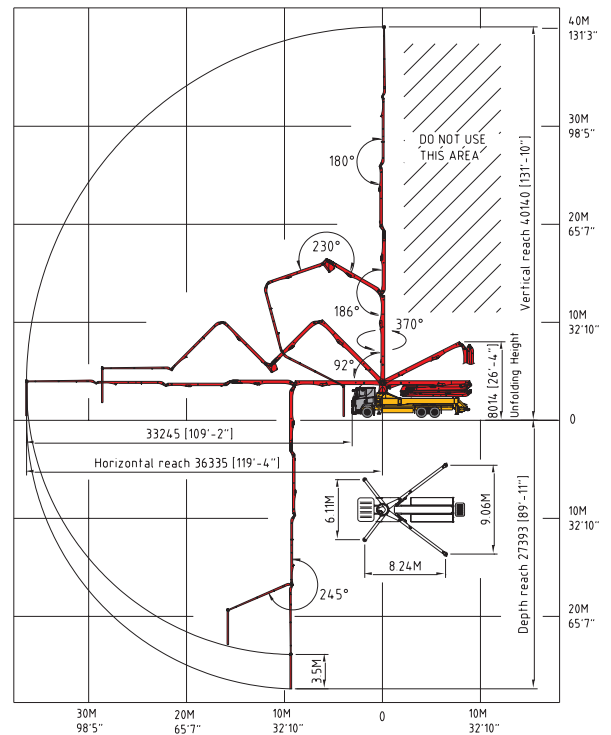 40M
131'3"
30M
98'5"
DO NOT USE
THIS AREA
180°
Vertical reach 40140 [131'-10"]
20M
65'7"
230°
186°
370°
10M
32'10"
92°
8014 [26'-4"]
Unfolding Height
0
33245 [109'-2"]
Horizontal reach 36335 [119'-4"]
6.11M
9.06M
8.24M
10M
32'10"
Depth reach 27393 [89'-11"]
245°
20M
65'7"
3.5M
30M
98'5"
20M
65'7"
10M
32'10"
0
10M
32'10"